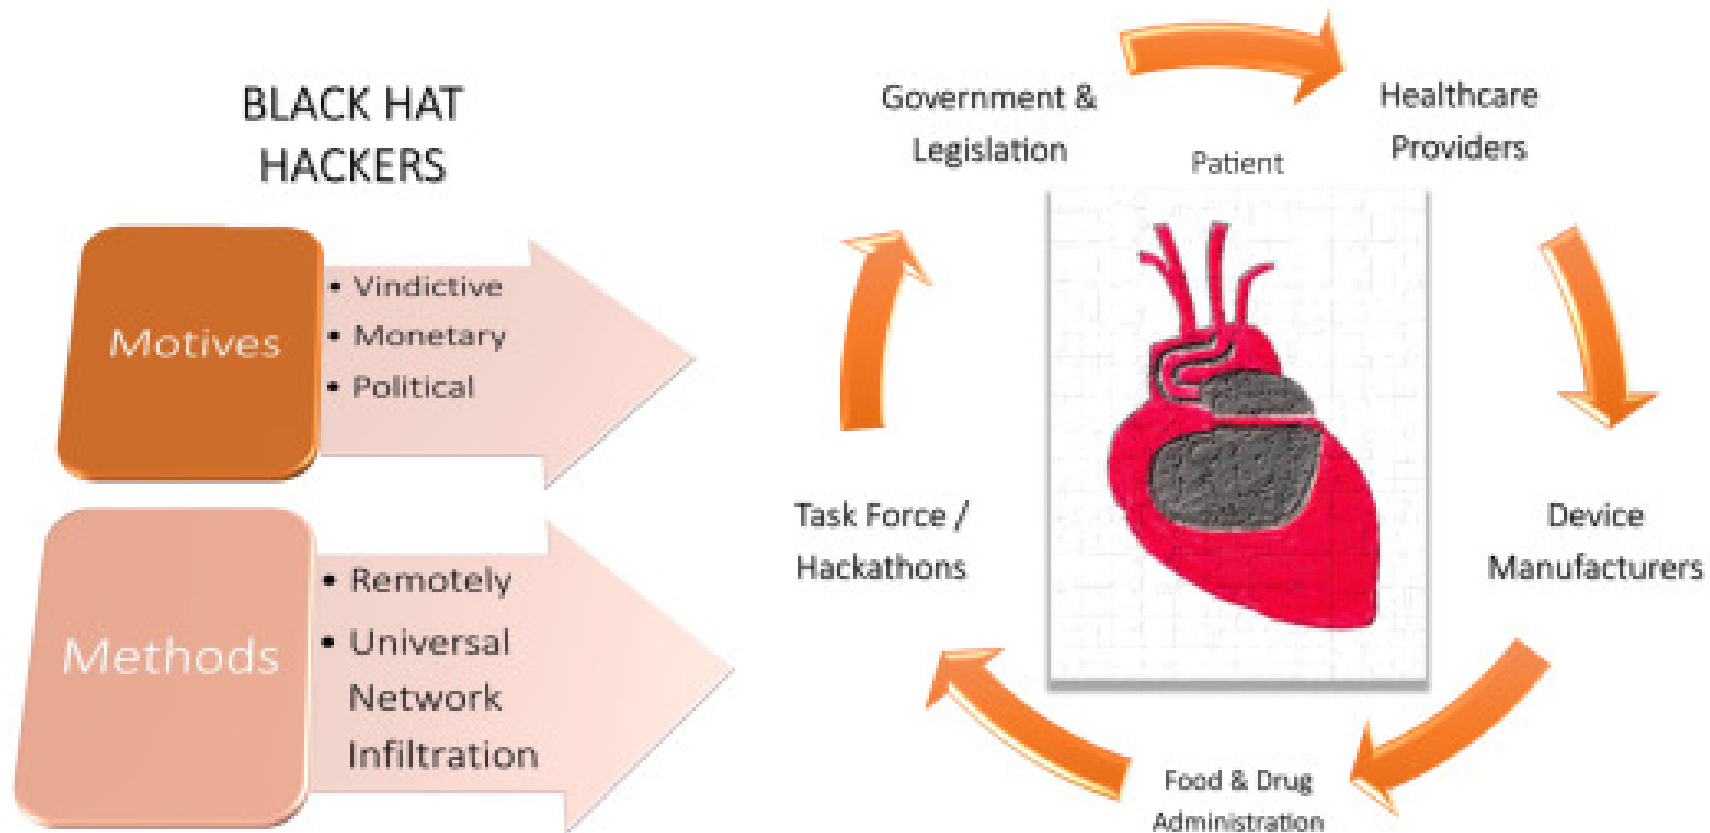 BLACK HAT
HACKERS
Motives
• Vindictive
• Monetary
• Political
Methods
• Remotely
• Universal
Network
Infiltration
Government &
Legislation
Healthcare
Providers
Patient
Device
Manufacturers
Food & Drug
Administration
Task Force /
Hackathons